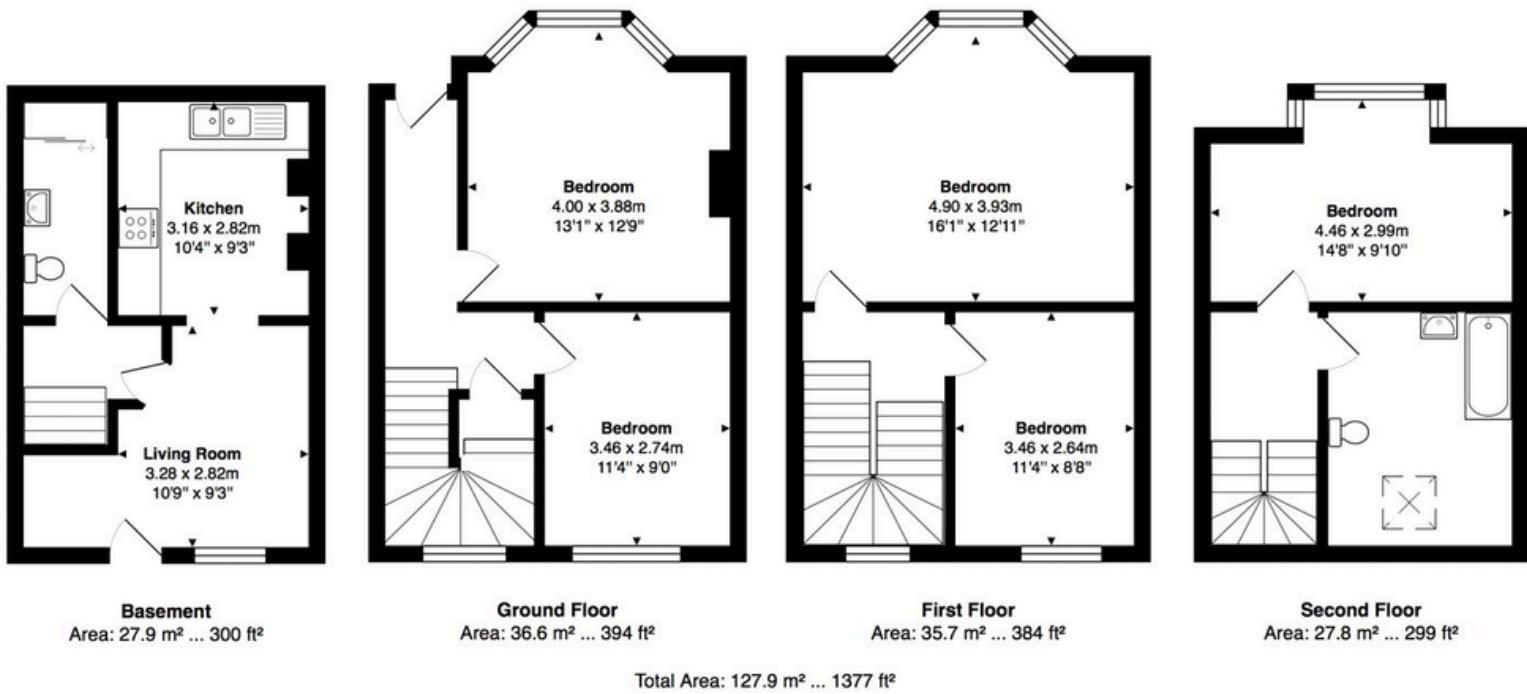 Kitchen
3.16 x 2.82m
10'4" x 9'3"
Living Room
3.28 x 2.82m
10'9" x 9'3"
Basement
Area: 27.9 m² ... 300 ft²
Bedroom
4.00 x 3.88m
13'1" x 12'9"
Bedroom
3.46 x 2.74m
11'4" x 9'0"
Ground Floor
Area: 36.6 m² ... 394 ft²
Bedroom
4.90 x 3.93m
16'1" x 12'11"
Bedroom
3.46 x 2.64m
11'4" x 8'8"
First Floor
Area: 35.7 m² ... 384 ft²
Bedroom
4.46 x 2.99m
14'8" x 9'10"
Second Floor
Area: 27.8 m² ... 299 ft²
Total Area: 127.9 m² ... 1377 ft²